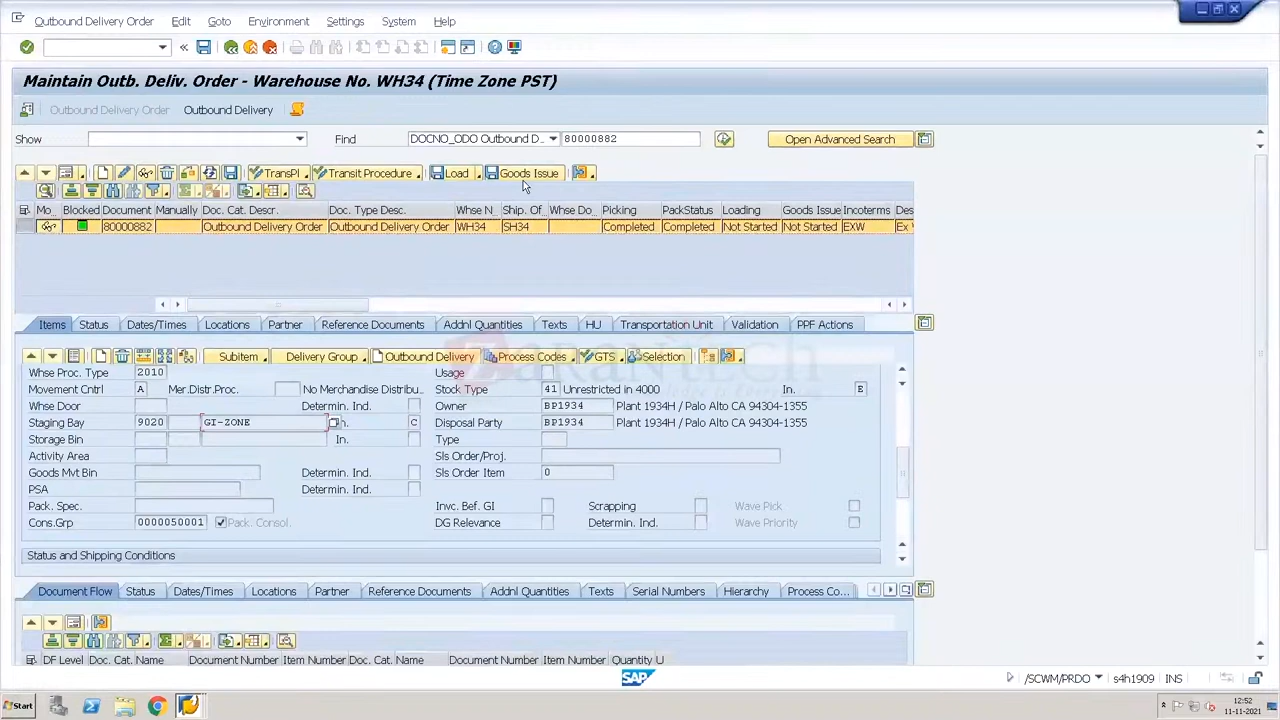 Outbound Delivery Order Edit Goto Environment Settings System Help
Maintain Outb. Deliv. Order - Warehouse No. WH34 (Time Zone PST)
Outbound Delivery Order Outbound Delivery
Show Find DOCNO_ODO Outbound D... 80000882 Open Advanced Search
TransPl Transit Procedure Load Goods Issue
Mo... Blocked Document Manually Doc. Cat. Descr. Doc. Type Desc. Whse N... Ship. Of... Whse Do... Picking PackStatus Loading Goods Issue Incoterms Des
80000882 Outbound Delivery Order Outbound Delivery Order WH34 SH34 Completed Completed Not Started Not Started EXW Ex
Items Status Dates/Times Locations Partner Reference Documents Addnl Quantities Texts HU Transportation Unit Validation PPF Actions
Subitem Delivery Group Outbound Delivery Process Codes GTS Selection
Whse Proc. Type 2010 Usage
Movement Cntrl A Mer.Distr.Proc. No Merchandise Distribu... Stock Type 41 Unrestricted in 4000 In. E
Whse Door Determin. Ind. Owner BP1934 Plant 1934H / Palo Alto CA 94304-1355
Staging Bay 9020 GI-ZONE n. C Disposal Party BP1934 Plant 1934H / Palo Alto CA 94304-1355
Storage Bin In. Type
Activity Area Sls Order/Proj.
Goods Mvt Bin Determin. Ind. Sls Order Item 0
PSA Determin. Ind.
Pack. Spec. Invc. Bef. GI Scrapping Wave Pick
Cons.Grp 0000050001 Pack. Consol. DG Relevance Determin. Ind. Wave Priority
Status and Shipping Conditions
Document Flow Status Dates/Times Locations Partner Reference Documents Addnl Quantities Texts Serial Numbers Hierarchy Process Co...
DF Level Doc. Cat. Name Document Number Item Number Doc. Cat. Name Document Number Item Number Quantity U
SAP /SCWM/PRDO s4h1909 INS
Start 12:52
11-11-2021